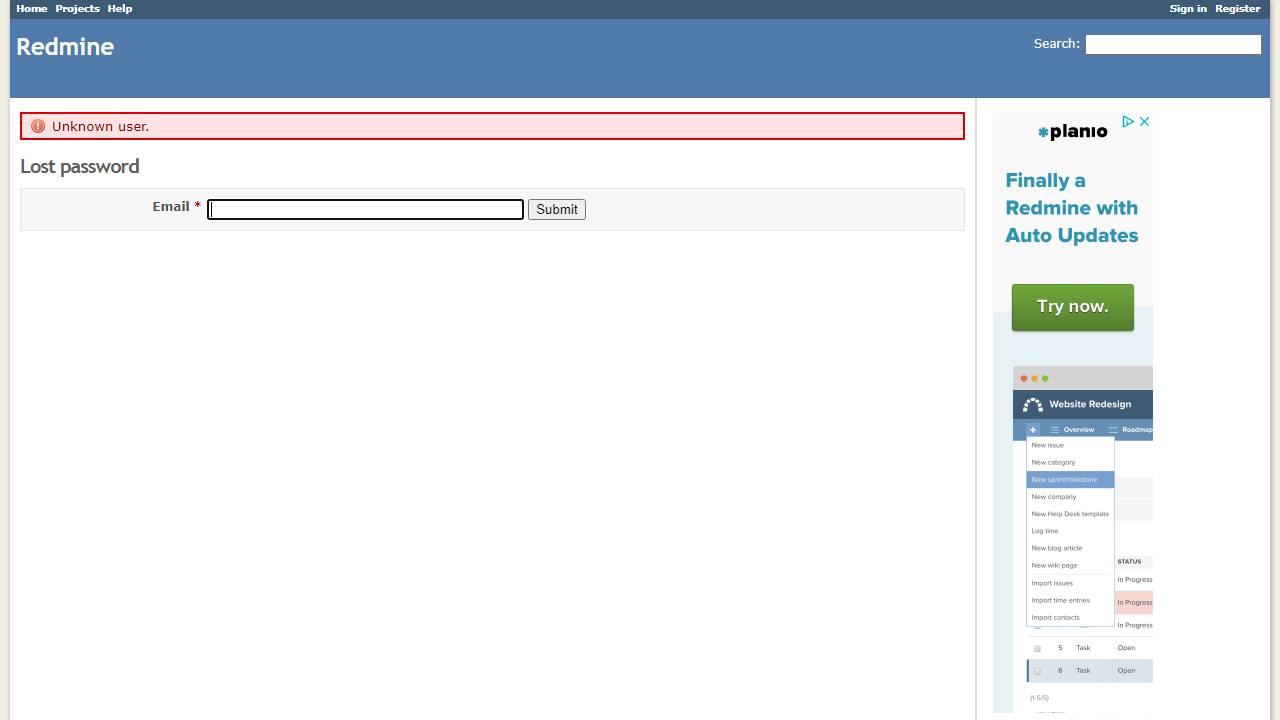 Home Projects Help
Sign in Register
Redmine
Search:
Unknown user.
Lost password
Email *
Submit
planio
Finally a
Redmine with
Auto Updates
Try now.
Website Redesign
+ Overview Roadmap
New issue
New category
New sprint/milestone
New company
New Help Desk template
Log time
New blog article
New wiki page
Import issues
Import time entries
Import contacts
STATUS
In Progress
In Progress
In Progress
5 Task Open
6 Task Open
(1-5/5)